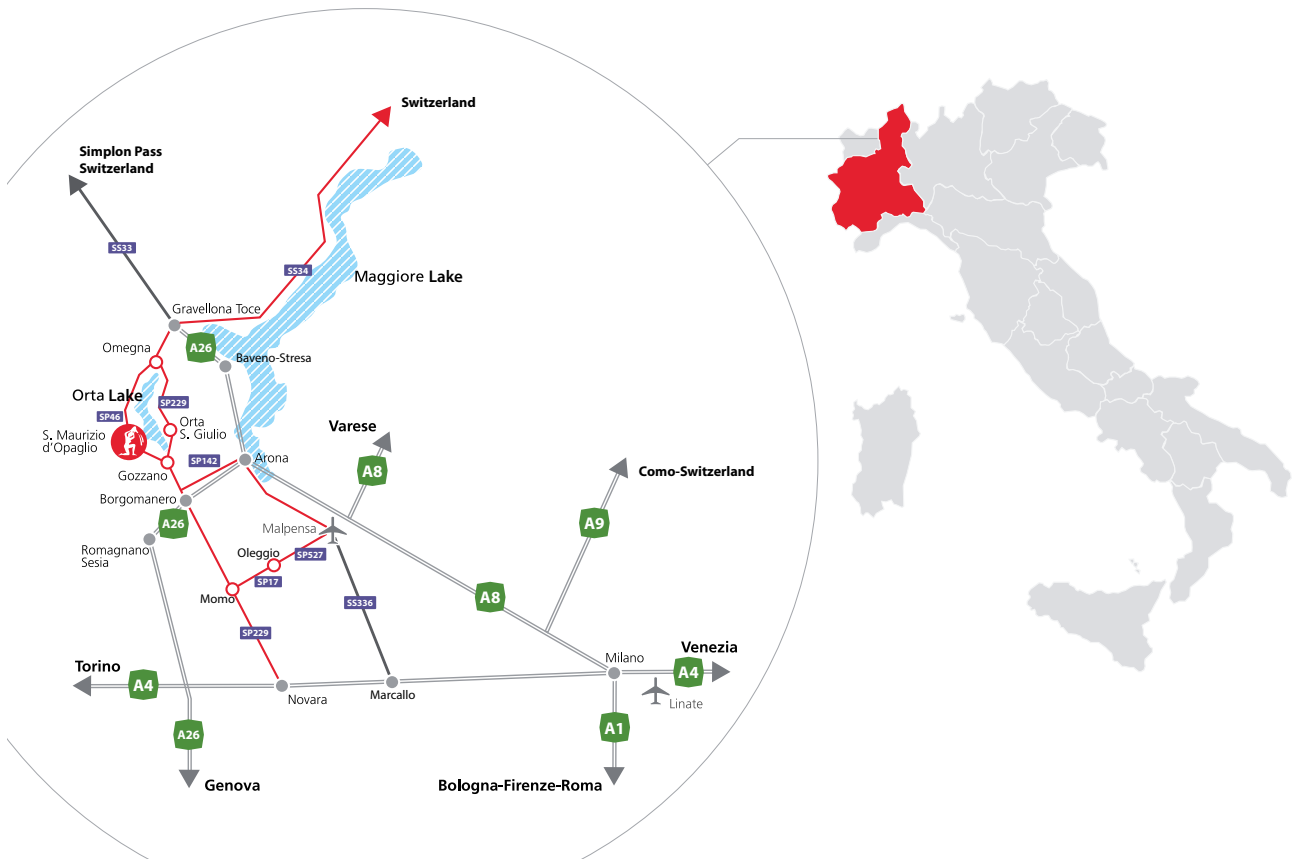 Switzerland
Simplon Pass
Switzerland
SS33
SS34
Maggiore Lake
Gravellona Toce
A26
Omegna
Baveno-Stresa
Orta Lake
SP229
SP46
Orta
S. Giulio
S. Maurizio
d'Opaglio
Varese
SP142
Arona
A8
Como-Switzerland
Gozzano
Borgomanero
A26
Malpensa
A9
Romagnano
Sesia
Oleggio
SP527
SP17
Momo
A8
SS336
SP229
Torino
A4
Milano
Venezia
A4
Novara
Marcallo
Linate
A26
A1
Genova
Bologna-Firenze-Roma